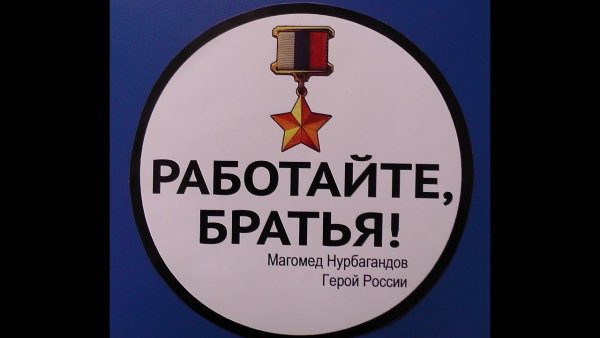 РАБОТАЙТЕ,
БРАТЬЯ!
Магомед Нурбагандов
Герой России